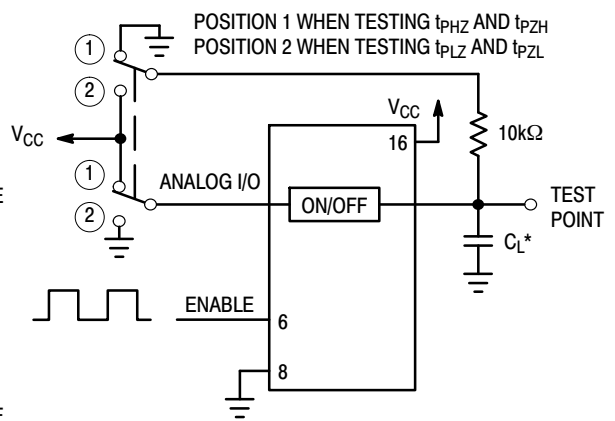 POSITION 1 WHEN TESTING tPHZ AND tPZH
POSITION 2 WHEN TESTING tPLZ AND tPZL
1
2
VCC
VCC
16
10kΩ
1
ANALOG I/O
ON/OFF
TEST
POINT
2
CL*
ENABLE
6
8
E
F